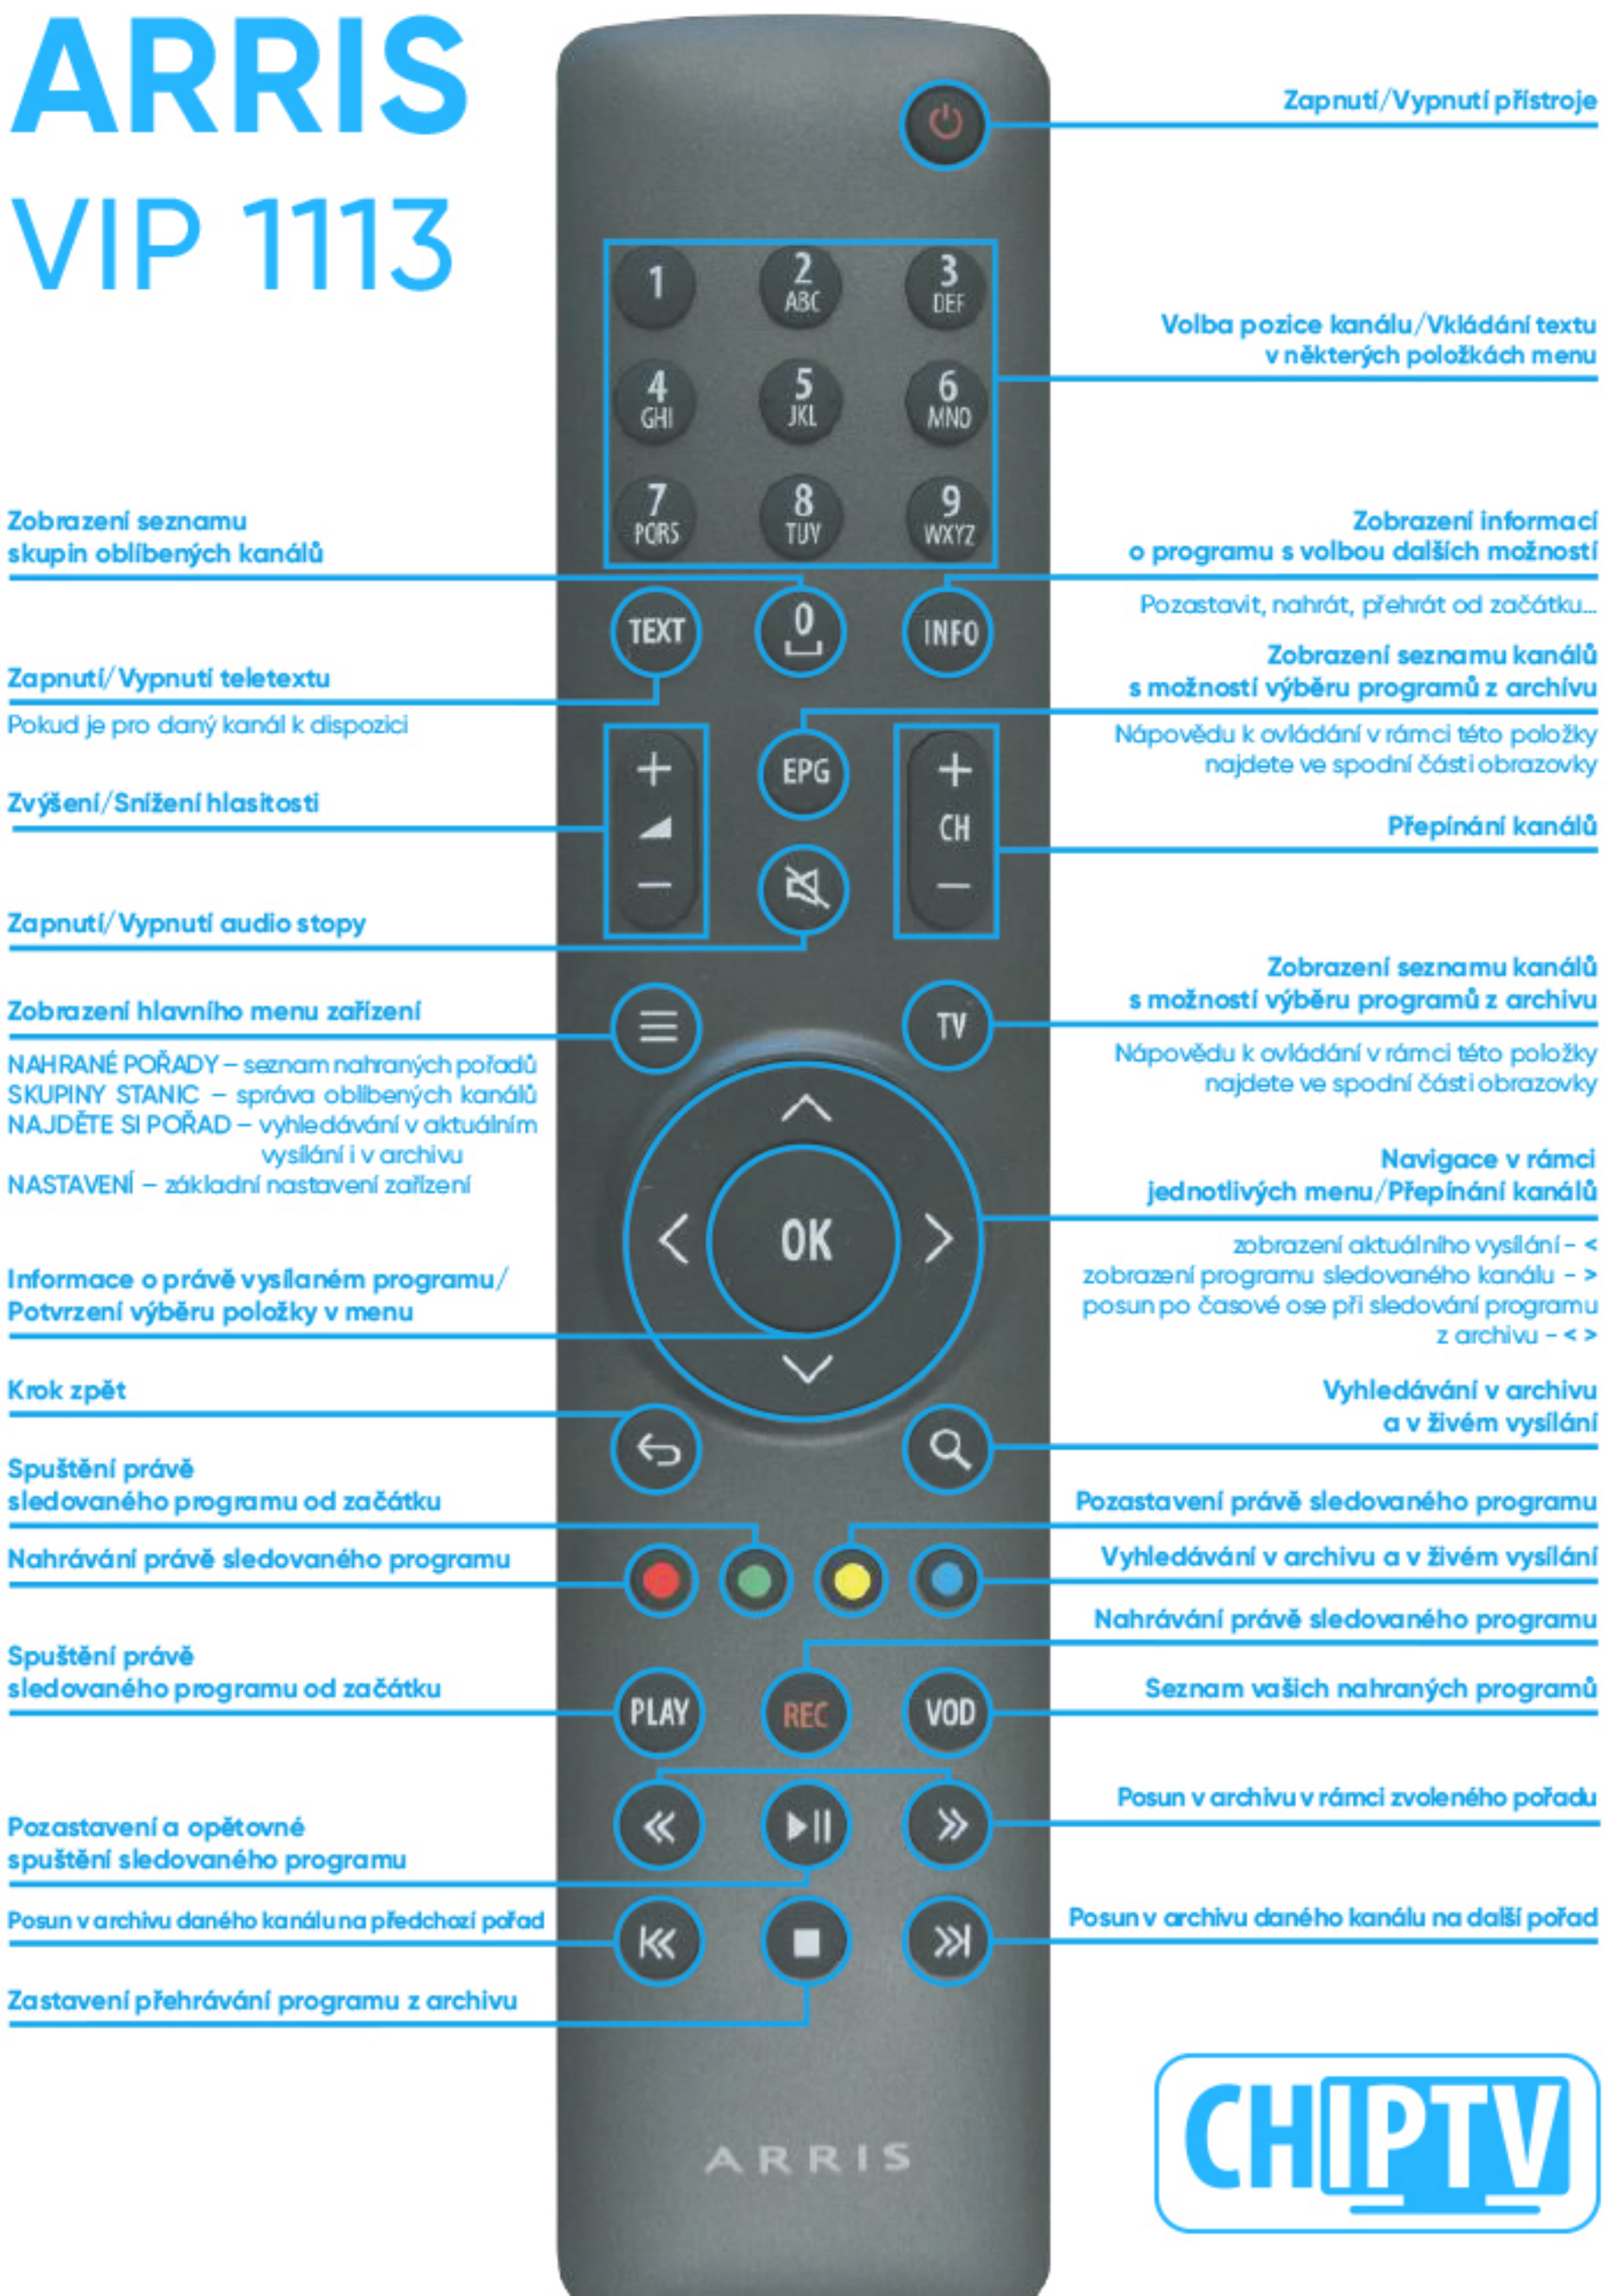 ARRIS
VIP 1113
Zapnutí/Vypnutí přístroje
1
2
ABC
3
DEF
Volba pozice kanálu/Vkládání textu
v některých položkách menu
4
GHI
5
JKL
6
MNO
7
PQRS
8
TUV
9
WXYZ
Zobrazení seznamu
skupin oblíbených kanálů
Zobrazení informací
o programu s volbou dalších možností
Pozastavit, nahrát, přehrát od začátku...
TEXT
0
INFO
Zapnutí/Vypnutí teletextu
Pokud je pro daný kanál k dispozici
Zobrazení seznamu kanálů
s možností výběru programů z archívu
Nápovědu k ovládání v rámci této položky
najdete ve spodní části obrazovky
+
−
EPG
+
CH
−
Zvýšení/Snížení hlasitosti
Přepínání kanálů
Zapnutí/Vypnutí audio stopy
Zobrazení hlavního menu zařízení
NAHRANÉ POŘADY – seznam nahraných pořadů
SKUPINY STANIC – správa oblíbených kanálů
NAJDĚTE SI POŘAD – vyhledávání v aktuálním
vysílání i v archivu
NASTAVENÍ – základní nastavení zařízení
TV
Zobrazení seznamu kanálů
s možností výběru programů z archivu
Nápovědu k ovládání v rámci této položky
najdete ve spodní části obrazovky
OK
Navigace v rámci
jednotlivých menu/Přepínání kanálů
zobrazení aktuálního vysílání – <
zobrazení programu sledovaného kanálu – >
posun po časové ose při sledování programu
z archivu – < >
Informace o právě vysílaném programu/
Potvrzení výběru položky v menu
Krok zpět
Vyhledávání v archivu
a v živém vysílání
Spuštění právě
sledovaného programu od začátku
Pozastavení právě sledovaného programu
Nahrávání právě sledovaného programu
Vyhledávání v archivu a v živém vysílání
Nahrávání právě sledovaného programu
Spuštění právě
sledovaného programu od začátku
PLAY
REC
VOD
Seznam vašich nahraných programů
Posun v archivu v rámci zvoleného pořadu
Pozastavení a opětovné
spuštění sledovaného programu
Posun v archivu daného kanálu na předchozí pořad
Posun v archivu daného kanálu na další pořad
Zastavení přehrávání programu z archivu
ARRIS
CHIPTV